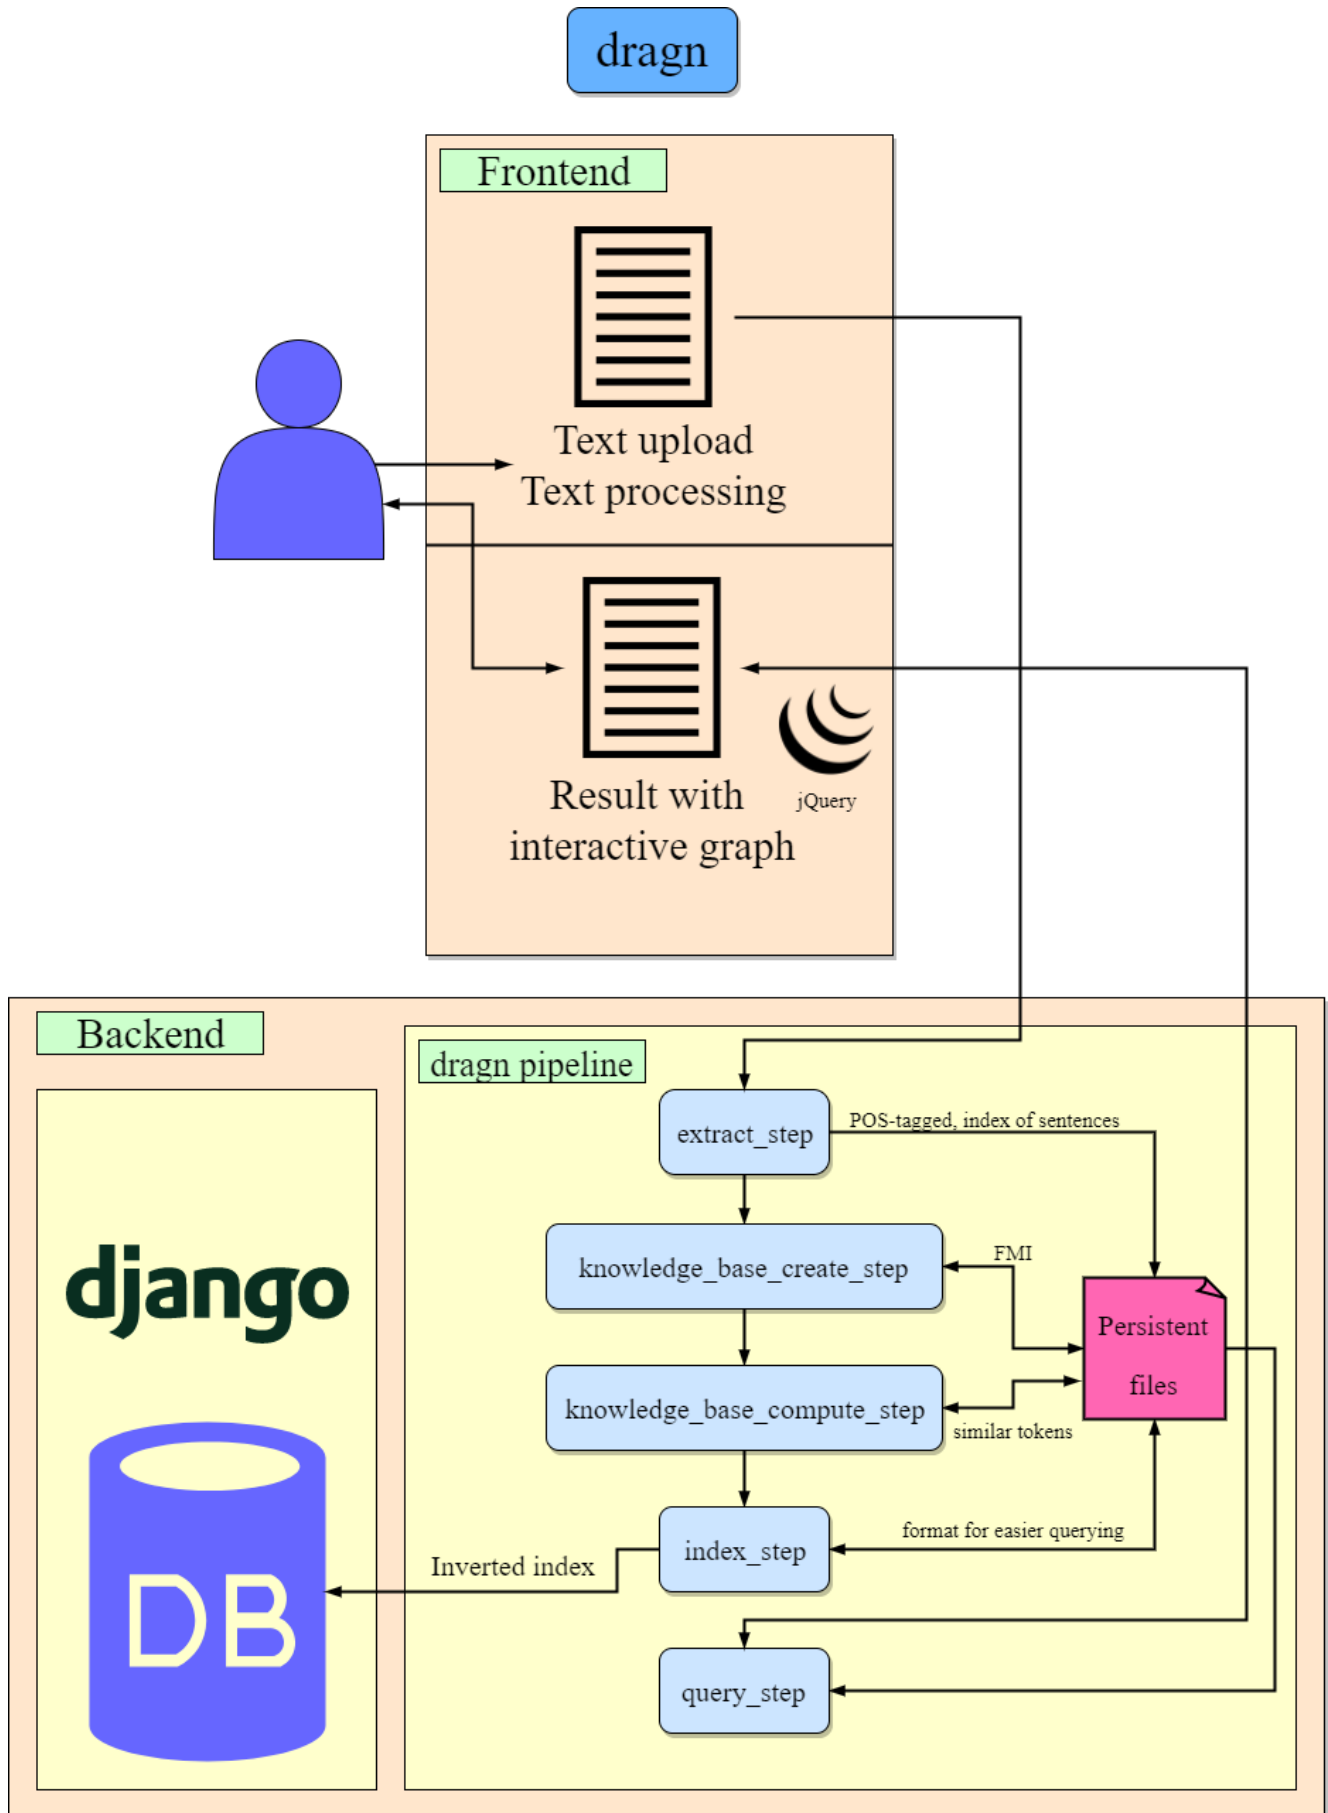 dragn
Frontend
Text upload
Text processing
Result with
interactive graph
jQuery
Backend
dragn pipeline
extract_step
POS-tagged, index of sentences
knowledge_base_create_step
FMI
Persistent
files
knowledge_base_compute_step
similar tokens
django
index_step
format for easier querying
Inverted index
DB
query_step